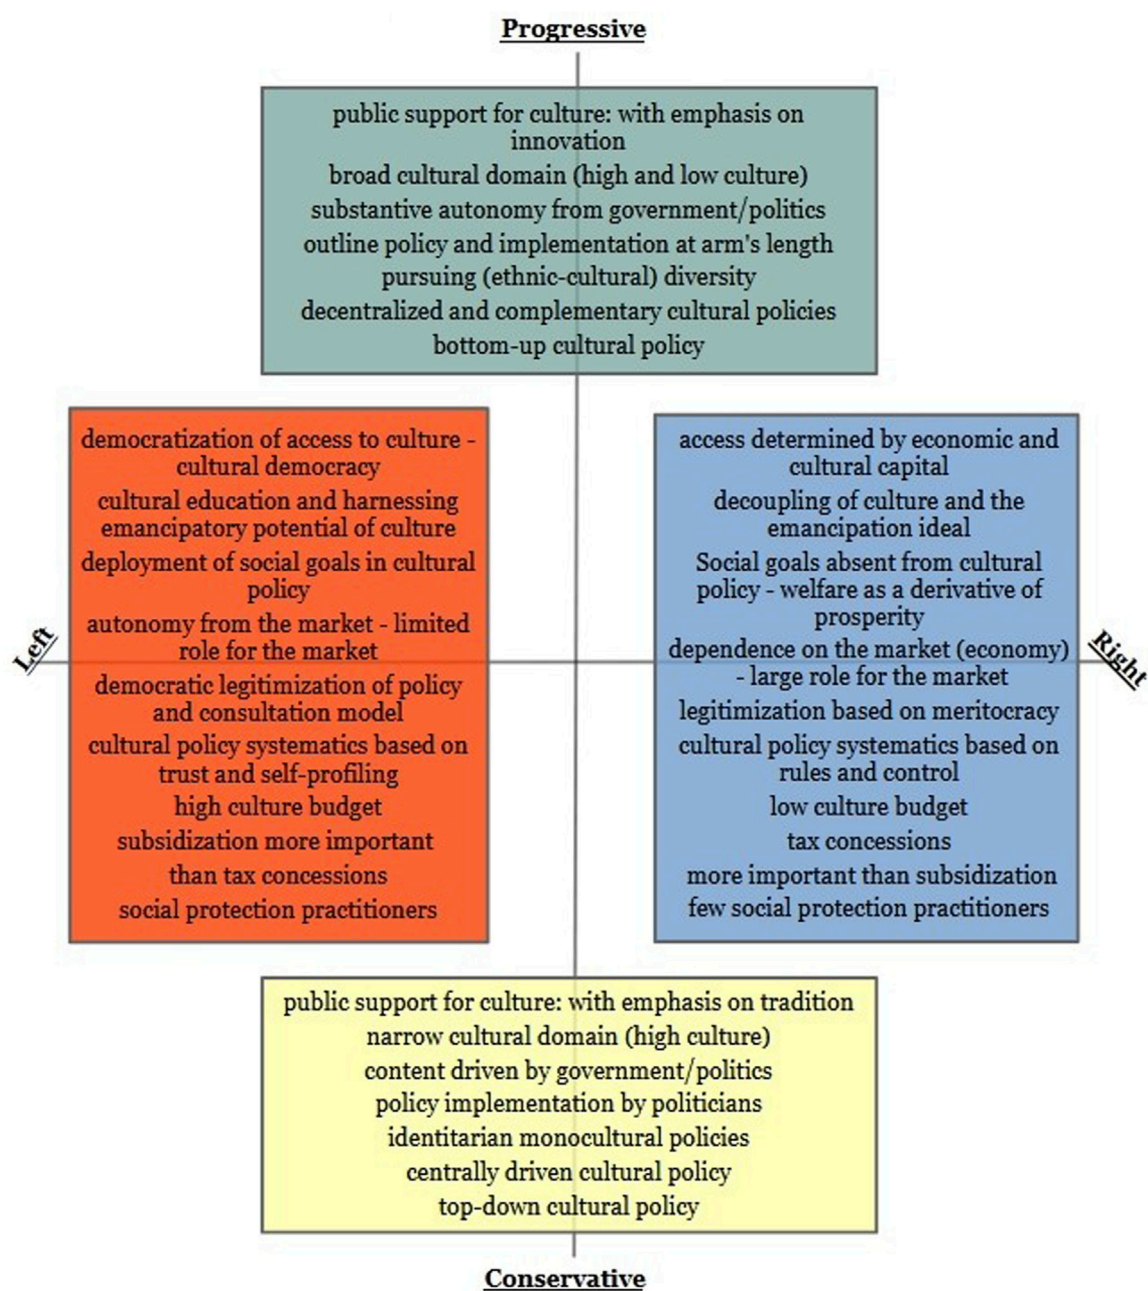 Progressive
public support for culture: with emphasis on
innovation
broad cultural domain (high and low culture)
substantive autonomy from government/politics
outline policy and implementation at arm's length
pursuing (ethnic-cultural) diversity
decentralized and complementary cultural policies
bottom-up cultural policy
Left
democratization of access to culture -
cultural democracy
cultural education and harnessing
emancipatory potential of culture
deployment of social goals in cultural
policy
autonomy from the market - limited
role for the market
democratic legitimization of policy
and consultation model
cultural policy systematics based on
trust and self-profiling
high culture budget
subsidization more important
than tax concessions
social protection practitioners
access determined by economic and
cultural capital
decoupling of culture and the
emancipation ideal
Social goals absent from cultural
policy - welfare as a derivative of
prosperity
dependence on the market (economy)
- large role for the market
legitimization based on meritocracy
cultural policy systematics based on
rules and control
low culture budget
tax concessions
more important than subsidization
few social protection practitioners
Right
public support for culture: with emphasis on tradition
narrow cultural domain (high culture)
content driven by government/politics
policy implementation by politicians
identitarian monocultural policies
centrally driven cultural policy
top-down cultural policy
Conservative